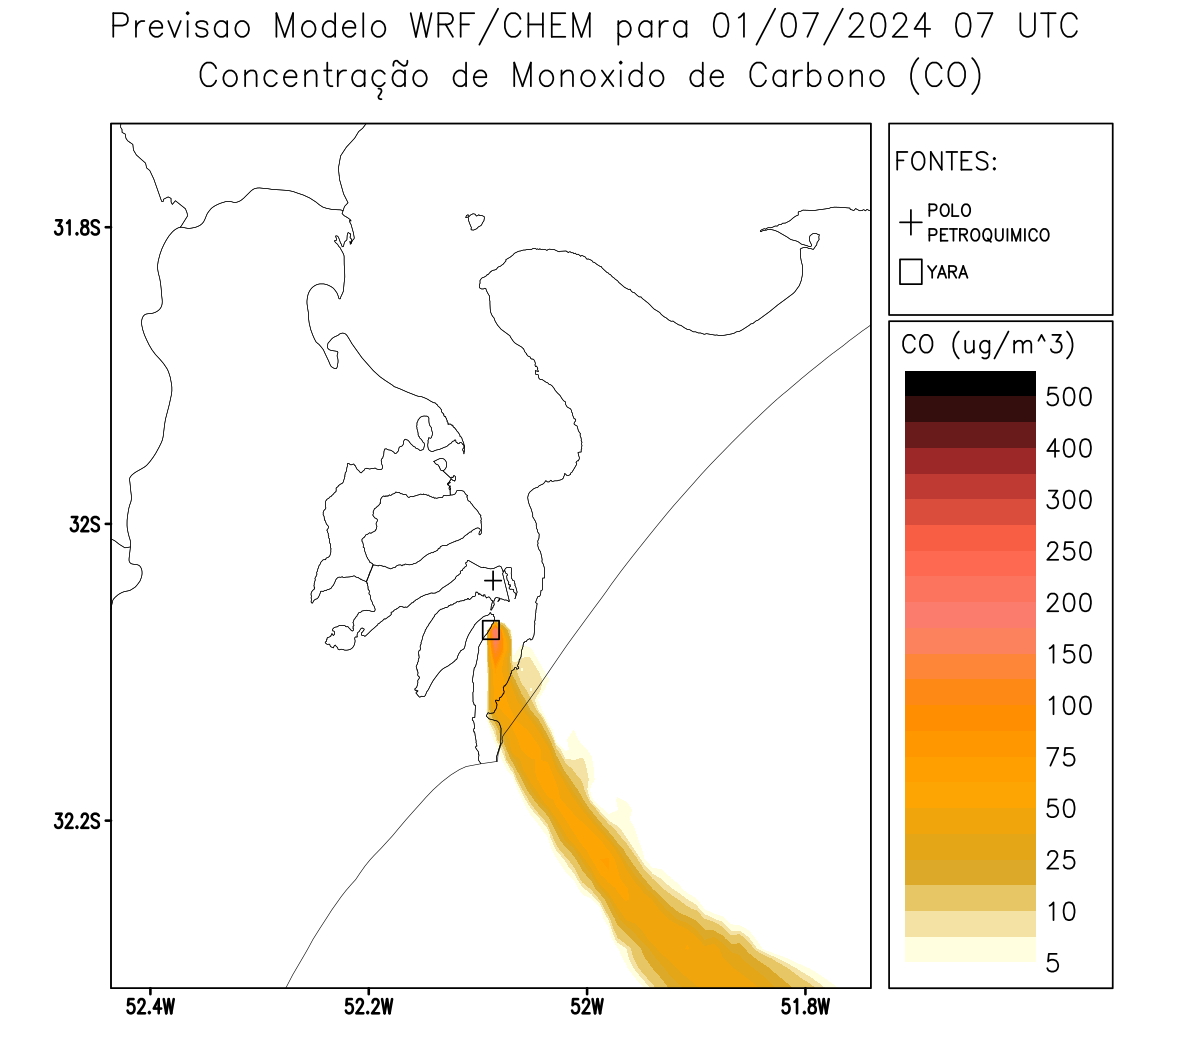 Previsao Modelo WRF/CHEM para 01/07/2024 07 UTC
Concentração de Monoxido de Carbono (CO)
FONTES:
POLO
PETROQUIMICO
YARA
CO (ug/m^3)
500
400
300
250
200
150
100
75
50
25
10
5
31.8S
32S
32.2S
52.4W
52.2W
52W
51.8W